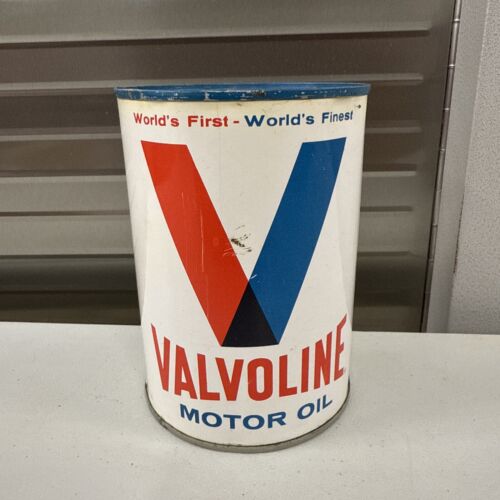 World's First - World's Finest
VALVOLINE
MOTOR OIL